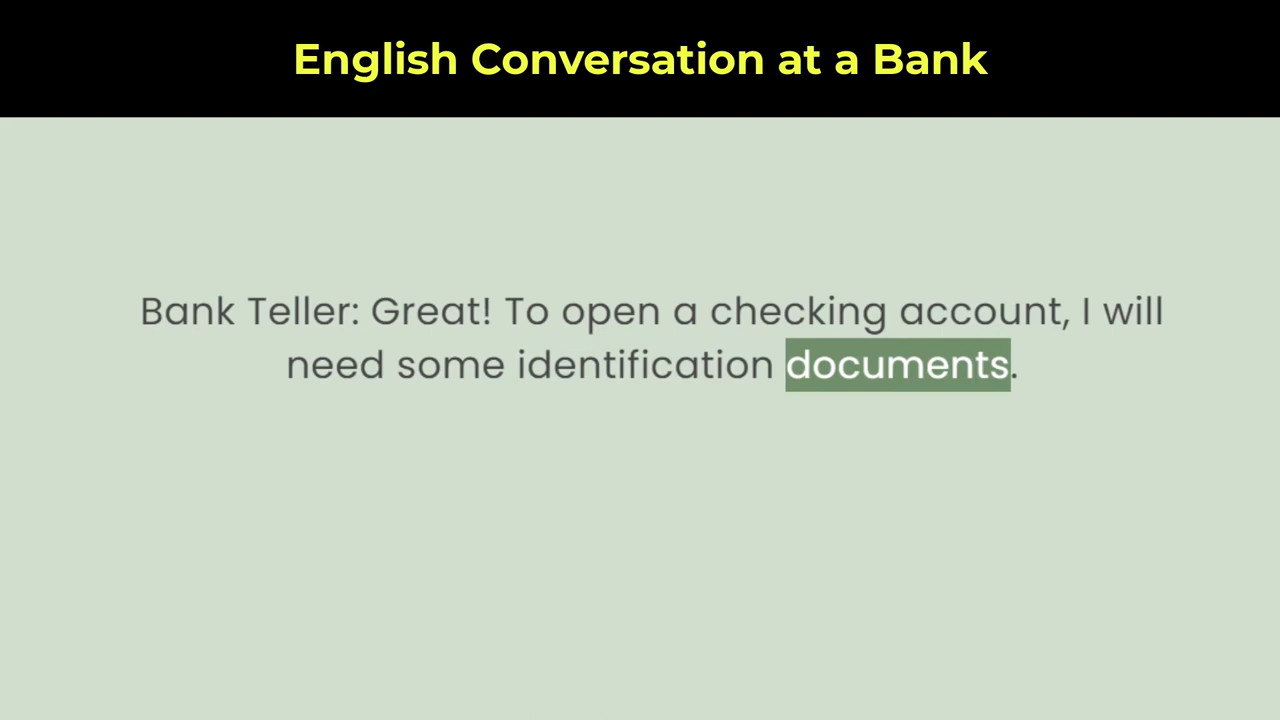 English Conversation at a Bank
Bank Teller: Great! To open a checking account, I will
need some identification documents.